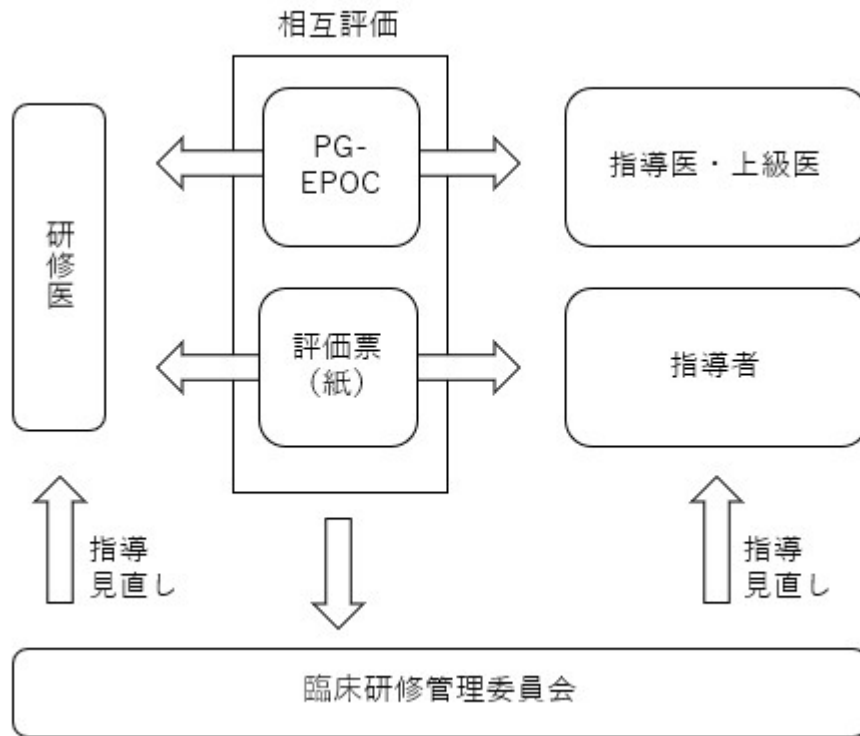 相互評価
PG-
EPOC
指導医・上級医
研修医
評価票
（紙）
指導者
指導
見直し
指導
見直し
臨床研修管理委員会